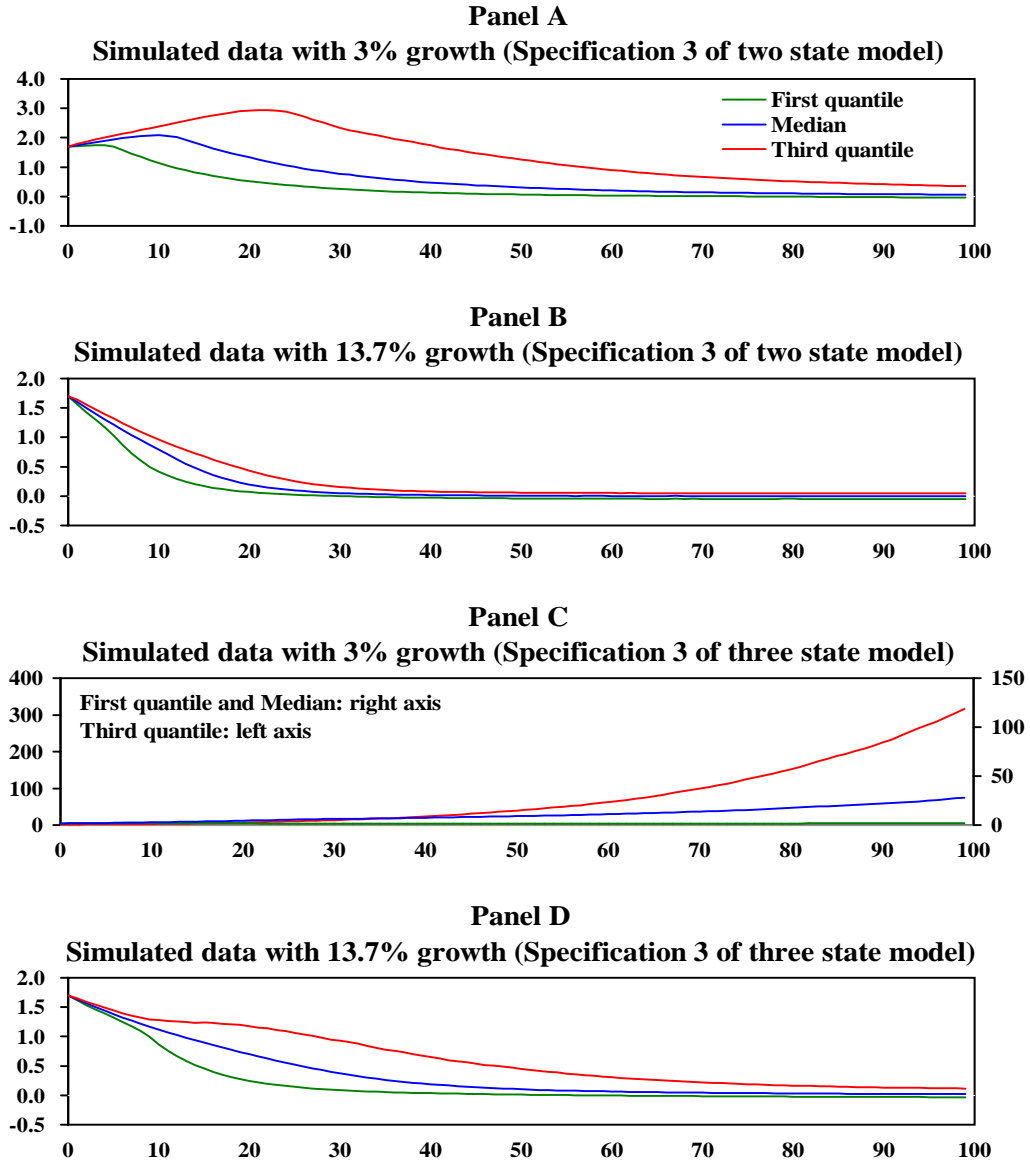 Panel A
Simulated data with 3% growth (Specification 3 of two state model)
4.0
3.0
2.0
1.0
0.0
-1.0
First quantile
Median
Third quantile
0 10 20 30 40 50 60 70 80 90 100
Panel B
Simulated data with 13.7% growth (Specification 3 of two state model)
2.0
1.5
1.0
0.5
0.0
-0.5
0 10 20 30 40 50 60 70 80 90 100
Panel C
Simulated data with 3% growth (Specification 3 of three state model)
400
300
200
100
0
First quantile and Median: right axis
Third quantile: left axis
150
100
50
0
0 10 20 30 40 50 60 70 80 90 100
Panel D
Simulated data with 13.7% growth (Specification 3 of three state model)
2.0
1.5
1.0
0.5
0.0
-0.5
0 10 20 30 40 50 60 70 80 90 100